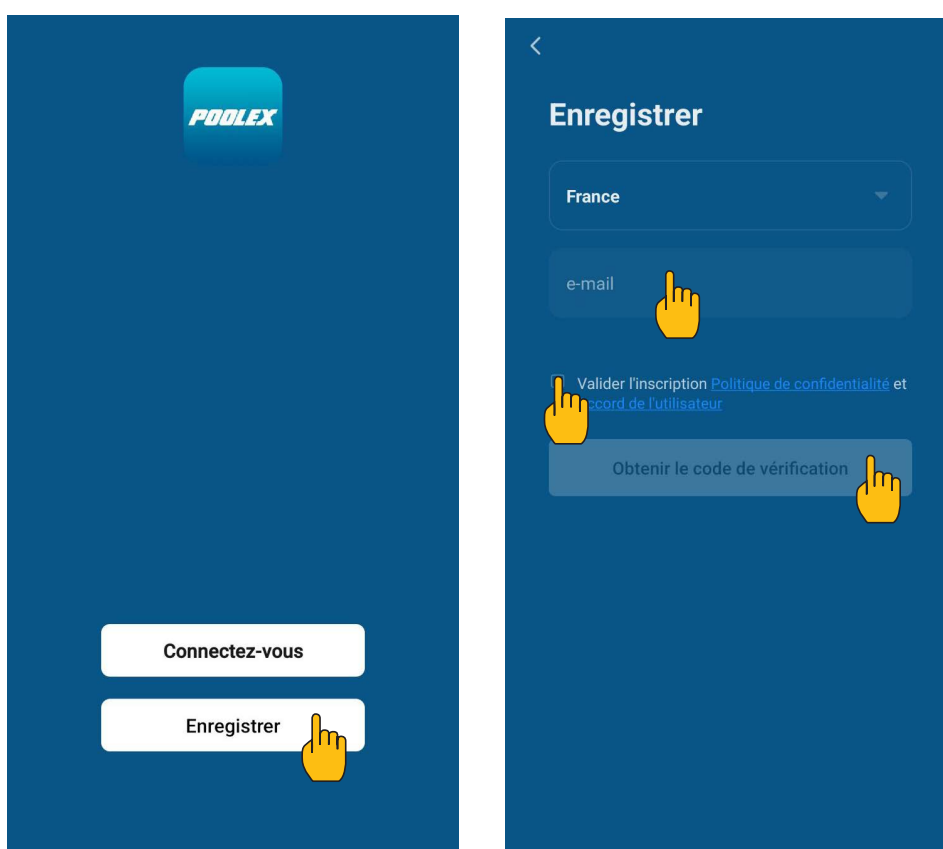 POOLEX
Connectez-vous
Enregistrer
Enregistrer
France
e-mail
Valider l'inscription Politique de confidentialité et
ccord de l'utilisateur
Obtenir le code de vérification